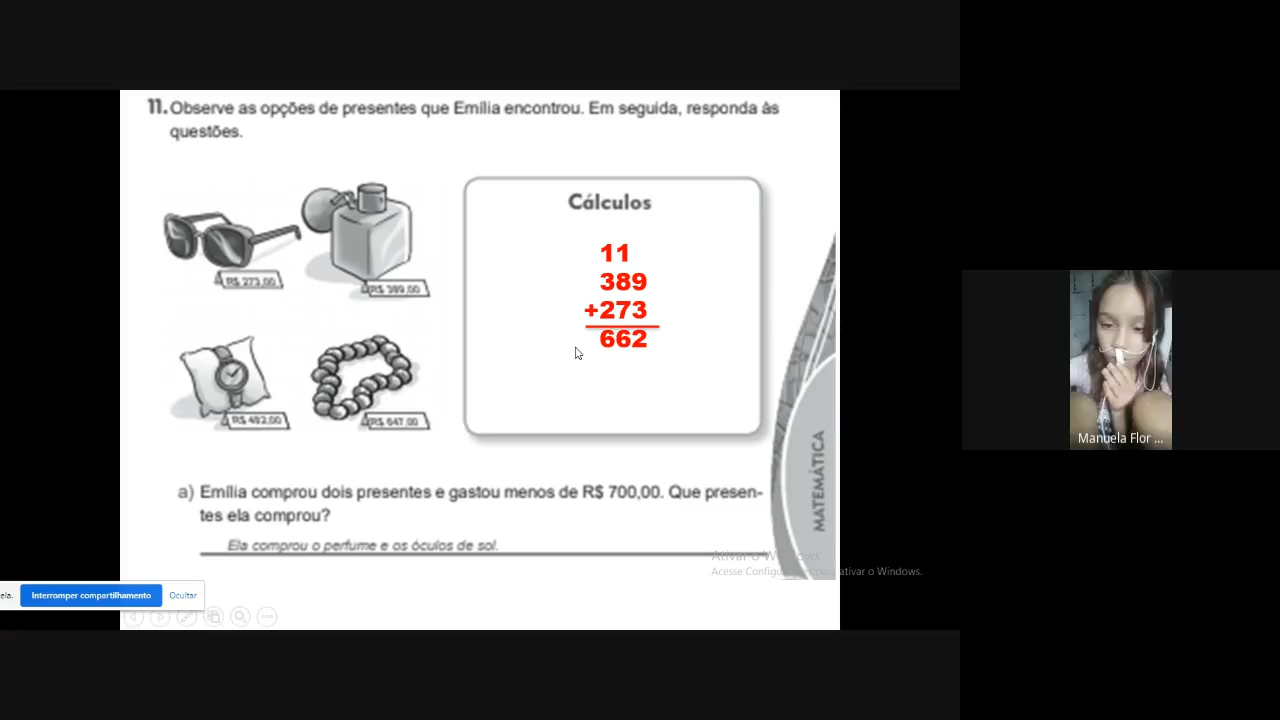 11. Observe as opções de presentes que Emília encontrou. Em seguida, responda às
questões.
R$ 273,00
R$ 389,00
R$ 482,00
R$ 647,00
Cálculos
11
389
+273
662
MATEMÁTICA
a) Emília comprou dois presentes e gastou menos de R$ 700,00. Que presen-
tes ela comprou?
Ela comprou o perfume e os óculos de sol.
Ativar o Windows
ativar o Windows.
ela.
Interromper compartilhamento
Ocultar
Manuela Flor ...